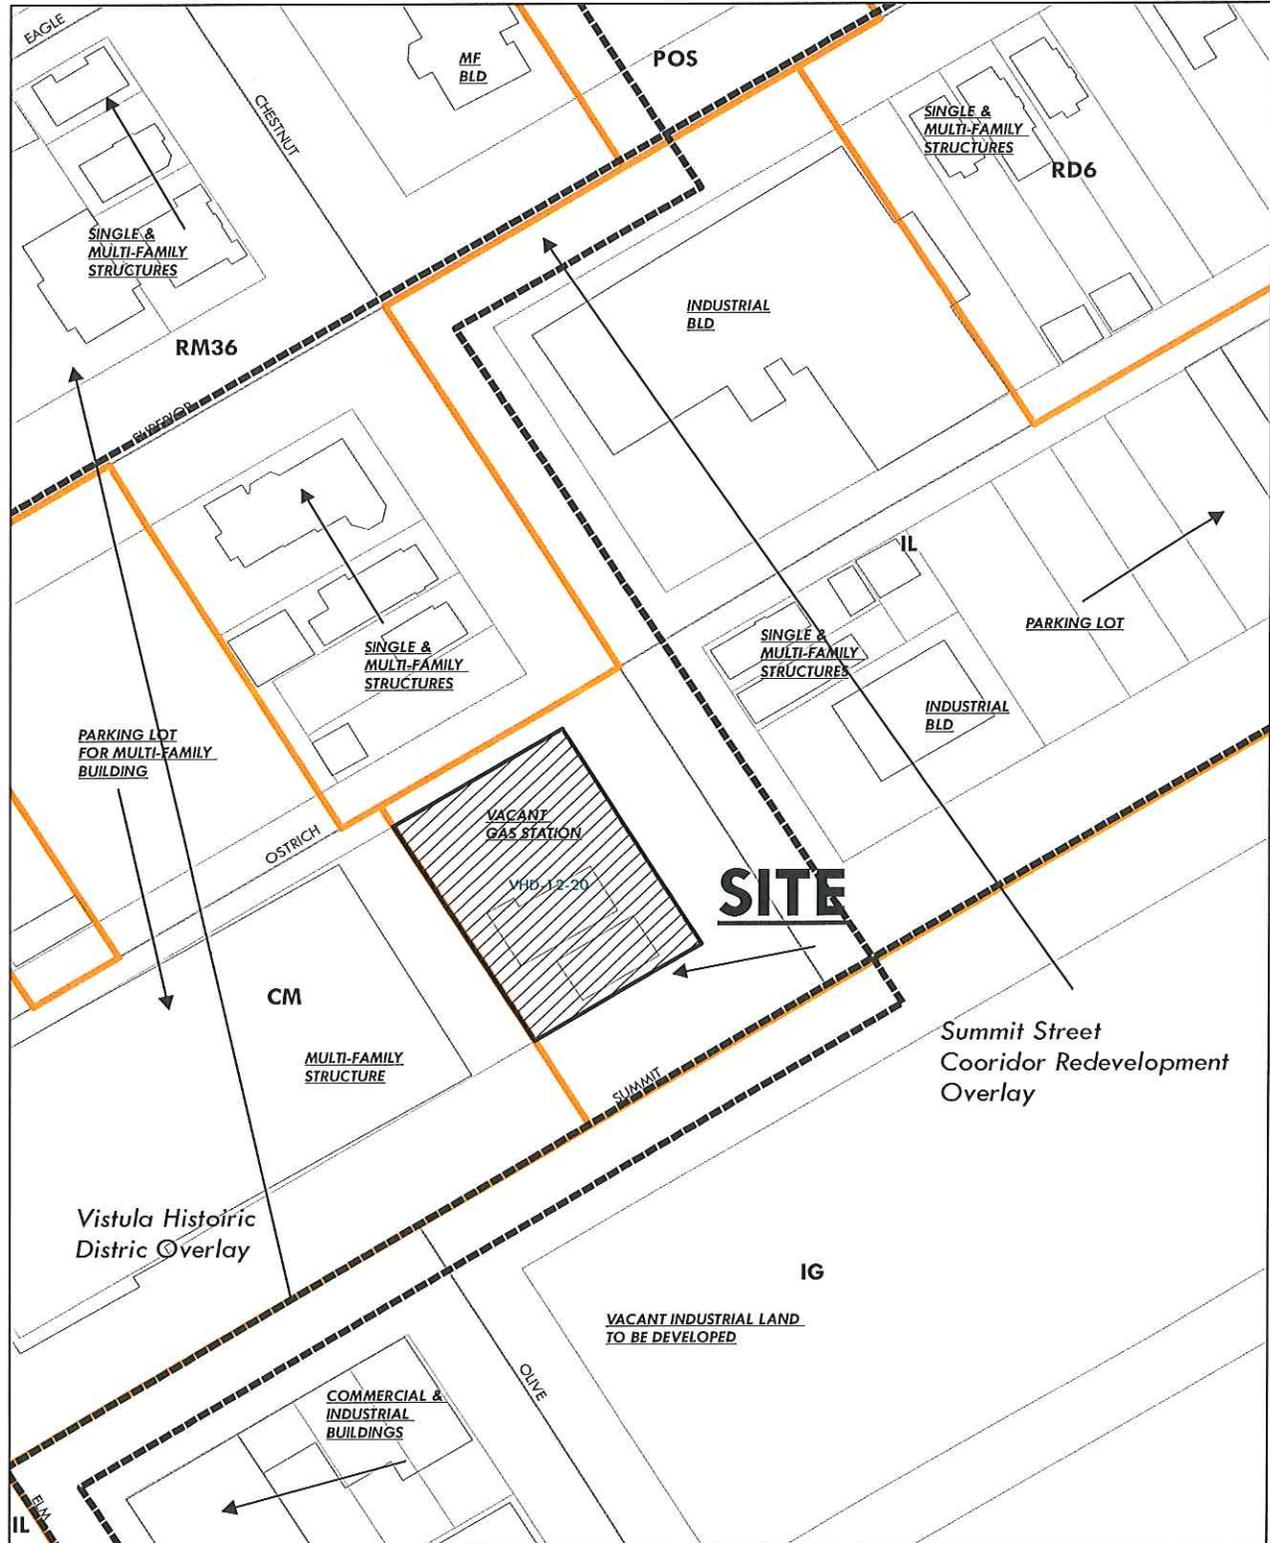 EAGLE
CHESTNUT
MF
BLD
POS
SINGLE &
MULTI-FAMILY
STRUCTURES
RD6
SINGLE &
MULTI-FAMILY
STRUCTURES
INDUSTRIAL
BLD
RM36
SUPERIOR
IL
SINGLE &
MULTI-FAMILY
STRUCTURES
SINGLE &
MULTI-FAMILY
STRUCTURES
PARKING LOT
INDUSTRIAL
BLD
PARKING LOT
FOR MULTI-FAMILY
BUILDING
OSTRICH
VACANT
GAS STATION
VHD-12-20
SITE
CM
MULTI-FAMILY
STRUCTURE
SUMMIT
Summit Street
Cooridor Redevelopment
Overlay
Vistula Histoiric
Distric Overlay
IG
VACANT INDUSTRIAL LAND
TO BE DEVELOPED
OLIVE
COMMERCIAL &
INDUSTRIAL
BUILDINGS
ELM
IL